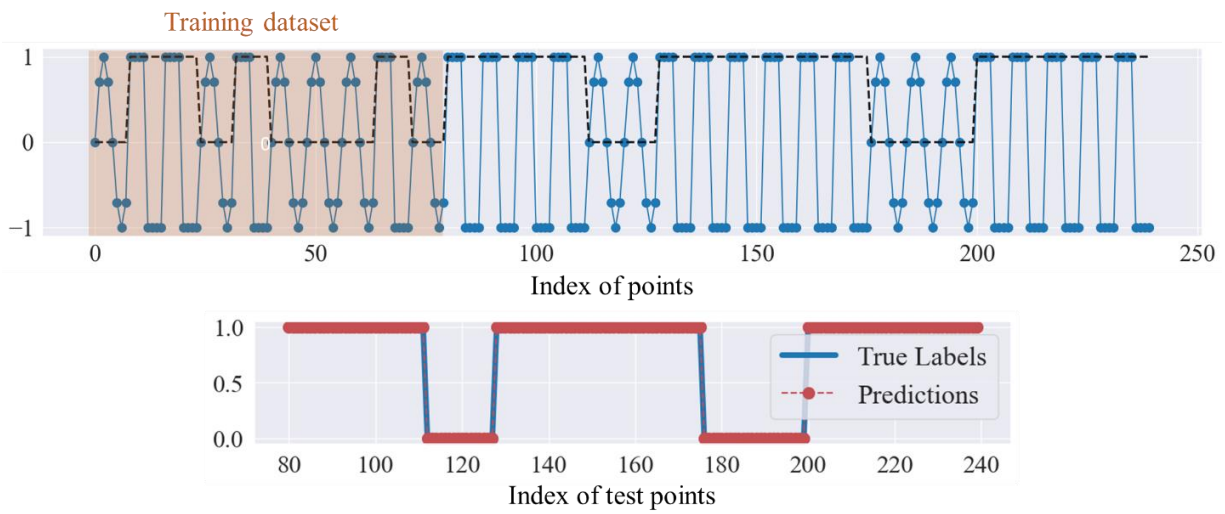 Training dataset
1
0
0
−1
0 50 100 150 200 250
Index of points
1.0
True Labels
0.5
Predictions
0.0
80 100 120 140 160 180 200 220 240
Index of test points